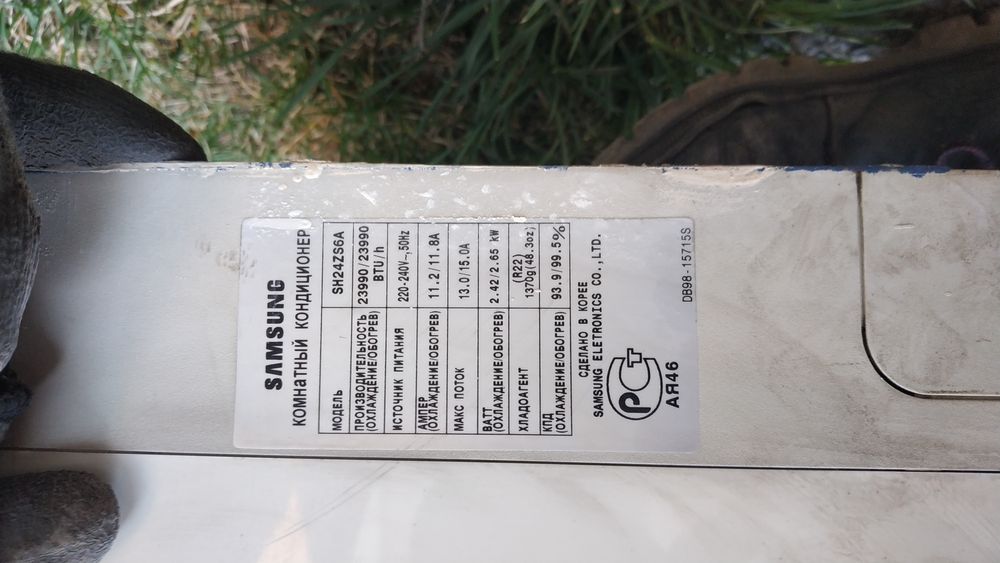 SAMSUNG
КОМНАТНЫЙ КОНДИЦИОНЕР
МОДЕЛЬ SH24ZS6A
ПРОИЗВОДИТЕЛЬНОСТЬ 23990/23990
(ОХЛАЖДЕНИЕ/ОБОГРЕВ) BTU/h
ИСТОЧНИК ПИТАНИЯ 220-240V~,50Hz
АМПЕР
(ОХЛАЖДЕНИЕ/ОБОГРЕВ) 11.2/11.8A
МАКС ПОТОК 13.0/15.0A
ВАТТ
(ОХЛАЖДЕНИЕ/ОБОГРЕВ) 2.42/2.65 kW
ХЛАДОАГЕНТ (R22)
1370g(48.3oz)
КПД
(ОХЛАЖДЕНИЕ/ОБОГРЕВ) 93.9/99.5%
СДЕЛАНО В КОРЕЕ
SAMSUNG ELETRONICS CO.,LTD.
РСТ
АЯ46
DB98-15715S